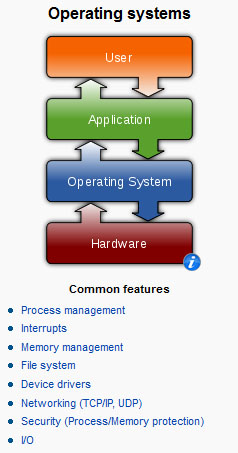 Operating systems
User
Application
Operating System
Hardware
i
Common features
Process management
Interrupts
Memory management
File system
Device drivers
Networking (TCP/IP, UDP)
Security (Process/Memory protection)
I/O